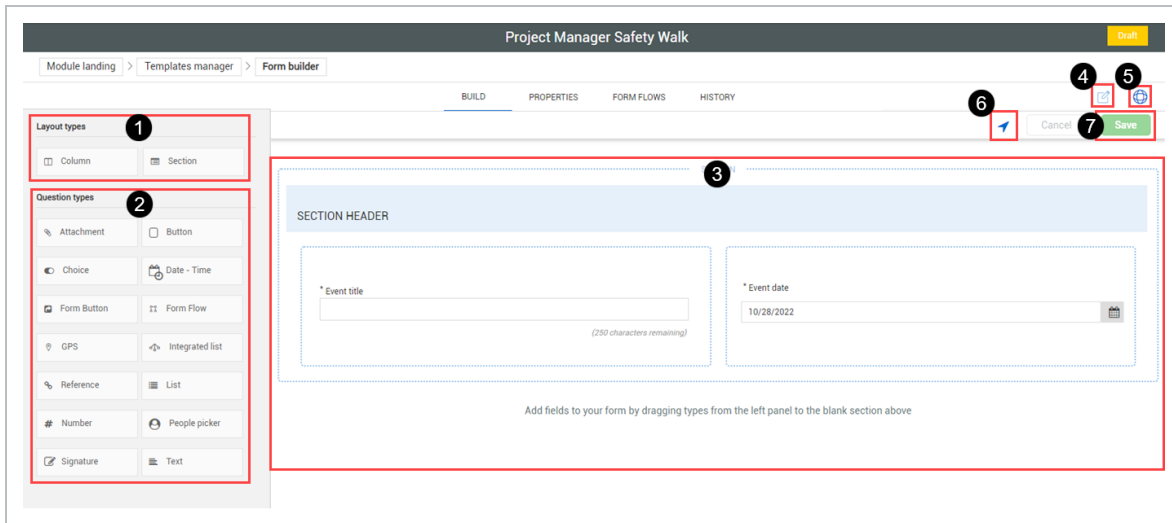 Project Manager Safety Walk
Draft
Module landing > Templates manager > Form builder
4 5
BUILD PROPERTIES FORM FLOWS HISTORY
6
Cancel 7 Save
Layout types 1
Column Section
3
Question types 2
SECTION HEADER
Attachment Button
Choice Date - Time
* Event title
* Event date
Form Button Form Flow
10/28/2022
(250 characters remaining)
GPS Integrated list
Reference List
Add fields to your form by dragging types from the left panel to the blank section above
# Number People picker
Signature Text